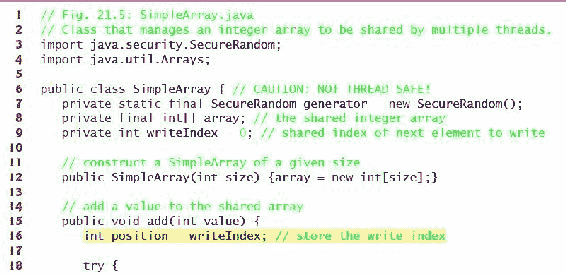 1 // Fig. 21.5: SimpleArray.java
2 // Class that manages an integer array to be shared by multiple threads.
3 import java.security.SecureRandom;
4 import java.util.Arrays;
5
6 public class SimpleArray { // CAUTION: NOT THREAD SAFE!
7 private static final SecureRandom generator = new SecureRandom();
8 private final int[] array; // the shared integer array
9 private int writeIndex = 0; // shared index of next element to write
10
11 // construct a SimpleArray of a given size
12 public SimpleArray(int size) {array = new int[size];}
13
14 // add a value to the shared array
15 public void add(int value) {
16 int position = writeIndex; // store the write index
17
18 try {